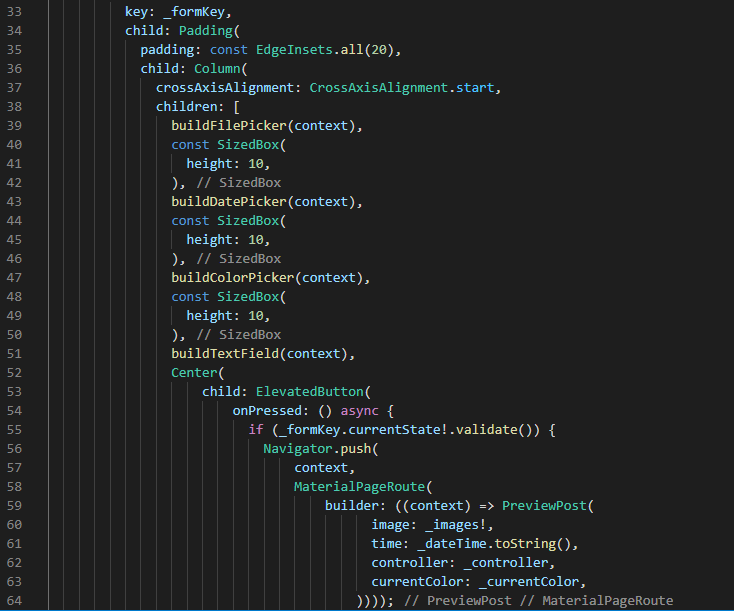 33 key: _formKey,
34 child: Padding(
35 padding: const EdgeInsets.all(20),
36 child: Column(
37 crossAxisAlignment: CrossAxisAlignment.start,
38 children: [
39 buildFilePicker(context),
40 const SizedBox(
41 height: 10,
42 ), // SizedBox
43 buildDatePicker(context),
44 const SizedBox(
45 height: 10,
46 ), // SizedBox
47 buildColorPicker(context),
48 const SizedBox(
49 height: 10,
50 ), // SizedBox
51 buildTextField(context),
52 Center(
53 child: ElevatedButton(
54 onPressed: () async {
55 if (_formKey.currentState!.validate()) {
56 Navigator.push(
57 context,
58 MaterialPageRoute(
59 builder: ((context) => PreviewPost(
60 image: _images!,
61 time: _dateTime.toString(),
62 controller: _controller,
63 currentColor: _currentColor,
64 )))); // PreviewPost // MaterialPageRoute